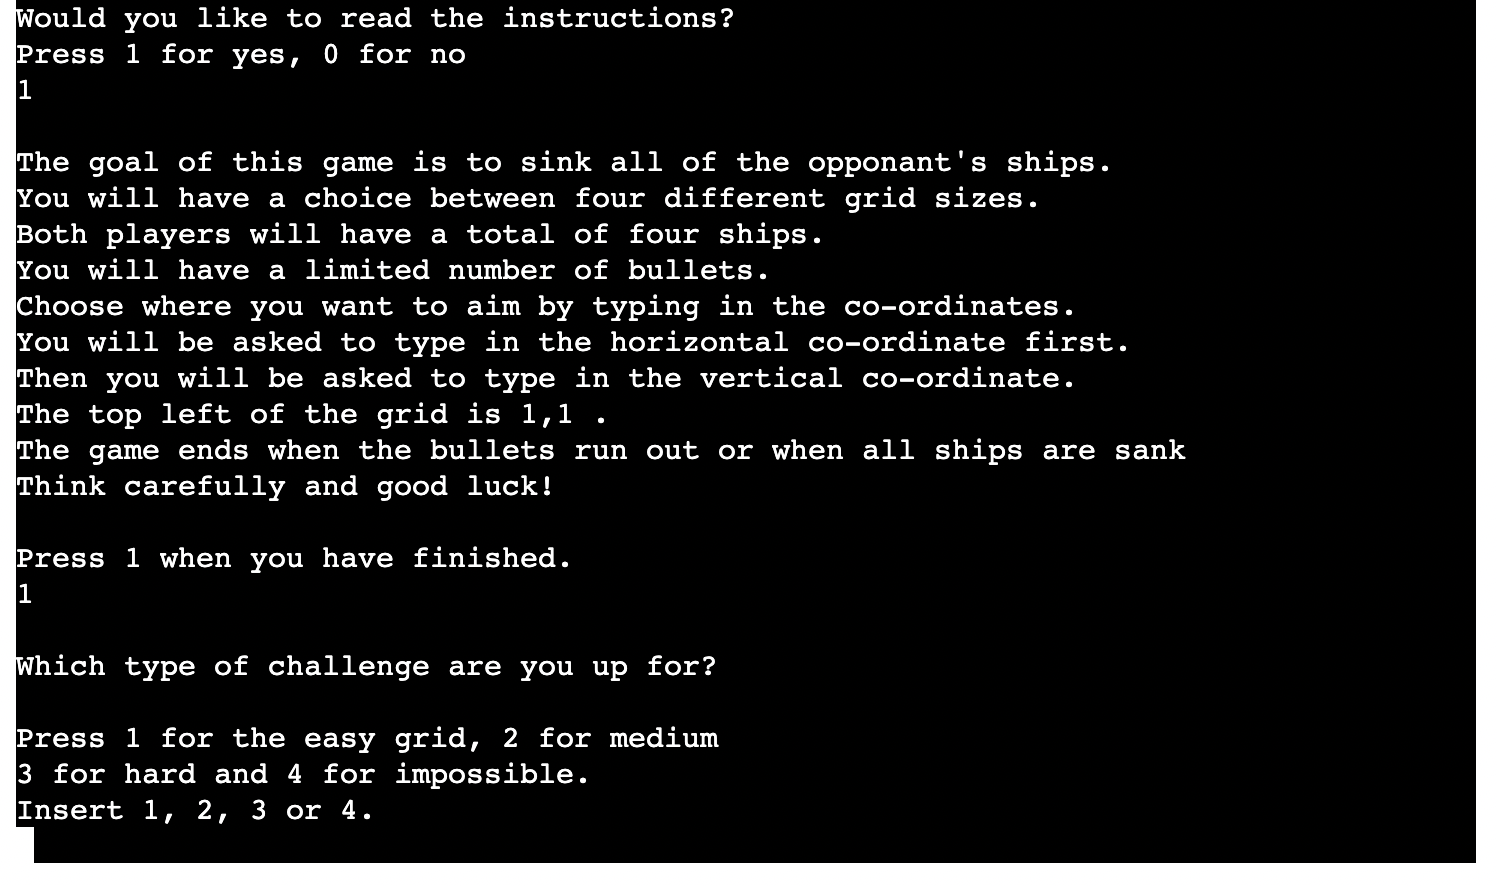 Would you like to read the instructions?
Press 1 for yes, 0 for no
1
The goal of this game is to sink all of the opponant's ships.
You will have a choice between four different grid sizes.
Both players will have a total of four ships.
You will have a limited number of bullets.
Choose where you want to aim by typing in the co-ordinates.
You will be asked to type in the horizontal co-ordinate first.
Then you will be asked to type in the vertical co-ordinate.
The top left of the grid is 1,1 .
The game ends when the bullets run out or when all ships are sank
Think carefully and good luck!
Press 1 when you have finished.
1
Which type of challenge are you up for?
Press 1 for the easy grid, 2 for medium
3 for hard and 4 for impossible.
Insert 1, 2, 3 or 4.